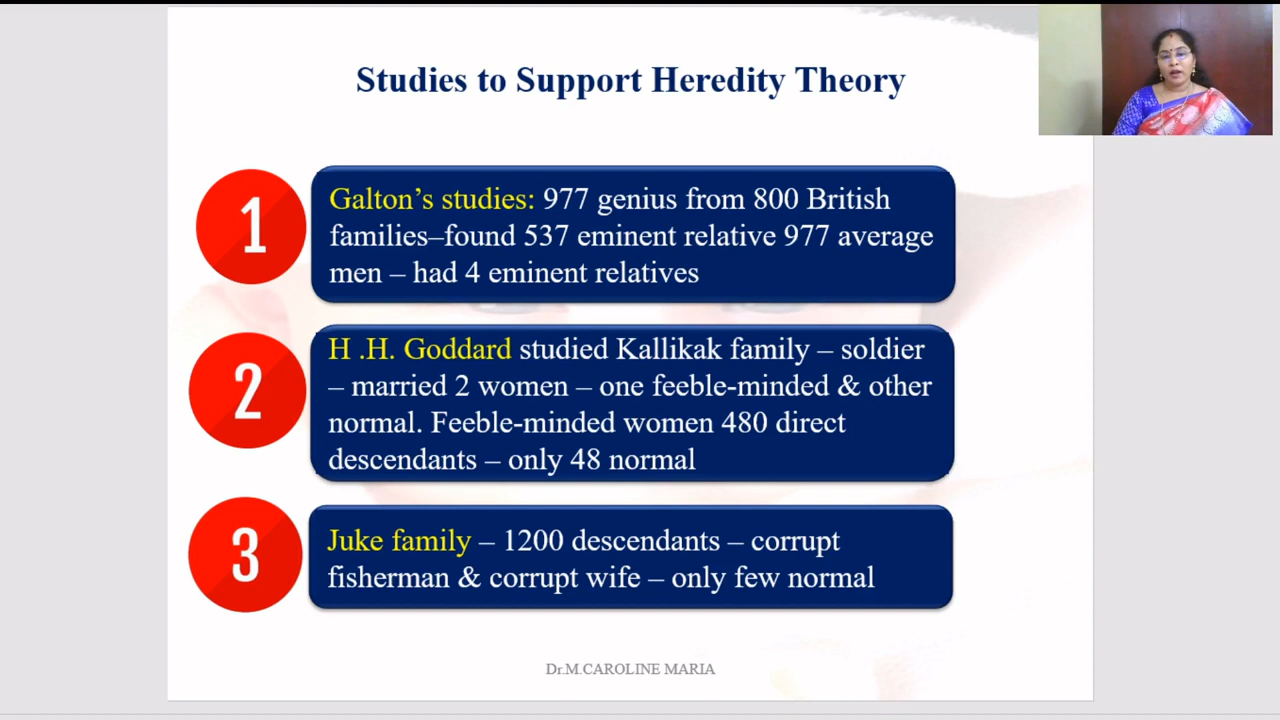 Studies to Support Heredity Theory
1
Galton's studies: 977 genius from 800 British
families–found 537 eminent relative 977 average
men – had 4 eminent relatives
2
H .H. Goddard studied Kallikak family – soldier
– married 2 women – one feeble-minded & other
normal. Feeble-minded women 480 direct
descendants – only 48 normal
3
Juke family – 1200 descendants – corrupt
fisherman & corrupt wife – only few normal
Dr.M.CAROLINE MARIA